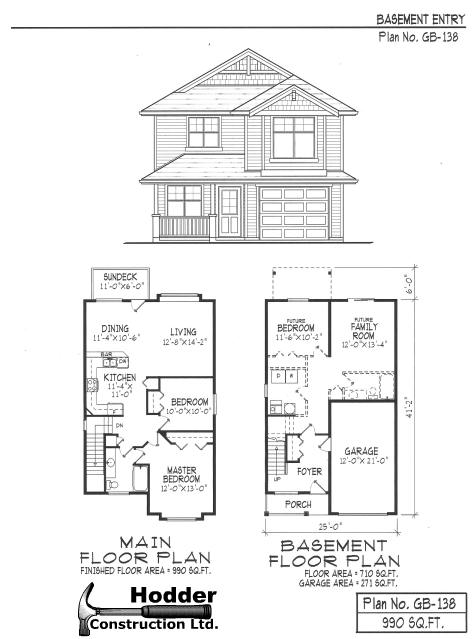 BASEMENT ENTRY
Plan No. GB-138
SUNDECK
11'-0"X6'-0"
DINING
11'-4"X10'-6"
LIVING
12'-8"X14'-2"
BAR
DN
KITCHEN
11'-4"X
11'-0"
BEDROOM
10'-0"X10'-0"
DN
MASTER
BEDROOM
12'-0"X13'-0"
FUTURE
BEDROOM
11'-6"X10'-2"
FUTURE
FAMILY
ROOM
12'-0"X13'-4"
D
GARAGE
12'-0"X21'-0"
FOYER
UP
PORCH
6'-0"
41'-2"
25'-0"
MAIN
FLOOR PLAN
FINISHED FLOOR AREA = 990 SQ.FT.
BASEMENT
FLOOR PLAN
FLOOR AREA = 710 SQ.FT.
GARAGE AREA = 271 SQ.FT.
Hodder
Construction Ltd.
Plan No. GB-138
990 SQ.FT.